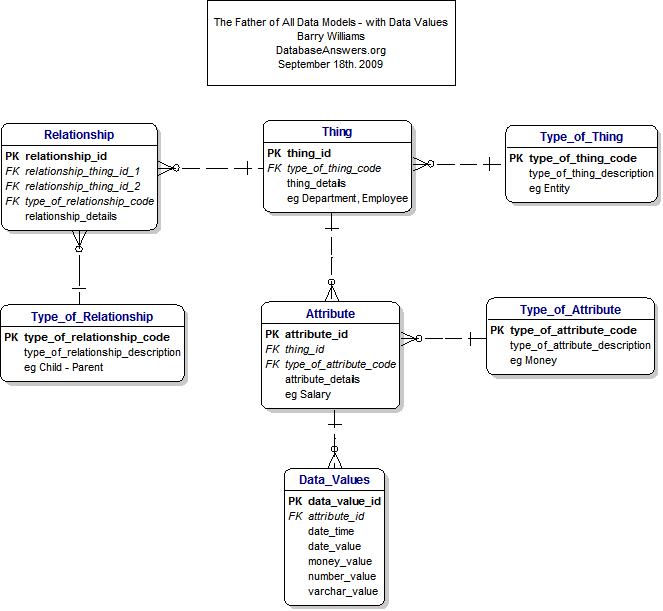 The Father of All Data Models - with Data Values
Barry Williams
DatabaseAnswers.org
September 18th. 2009
Relationship
PK relationship_id
FK relationship_thing_id_1
FK relationship_thing_id_2
FK type_of_relationship_code
relationship_details
Thing
PK thing_id
FK type_of_thing_code
thing_details
eg Department, Employee
Type_of_Thing
PK type_of_thing_code
type_of_thing_description
eg Entity
Type_of_Relationship
PK type_of_relationship_code
type_of_relationship_description
eg Child - Parent
Attribute
PK attribute_id
FK thing_id
FK type_of_attribute_code
attribute_details
eg Salary
Type_of_Attribute
PK type_of_attribute_code
type_of_attribute_description
eg Money
Data_Values
PK data_value_id
FK attribute_id
date_time
date_value
money_value
number_value
varchar_value